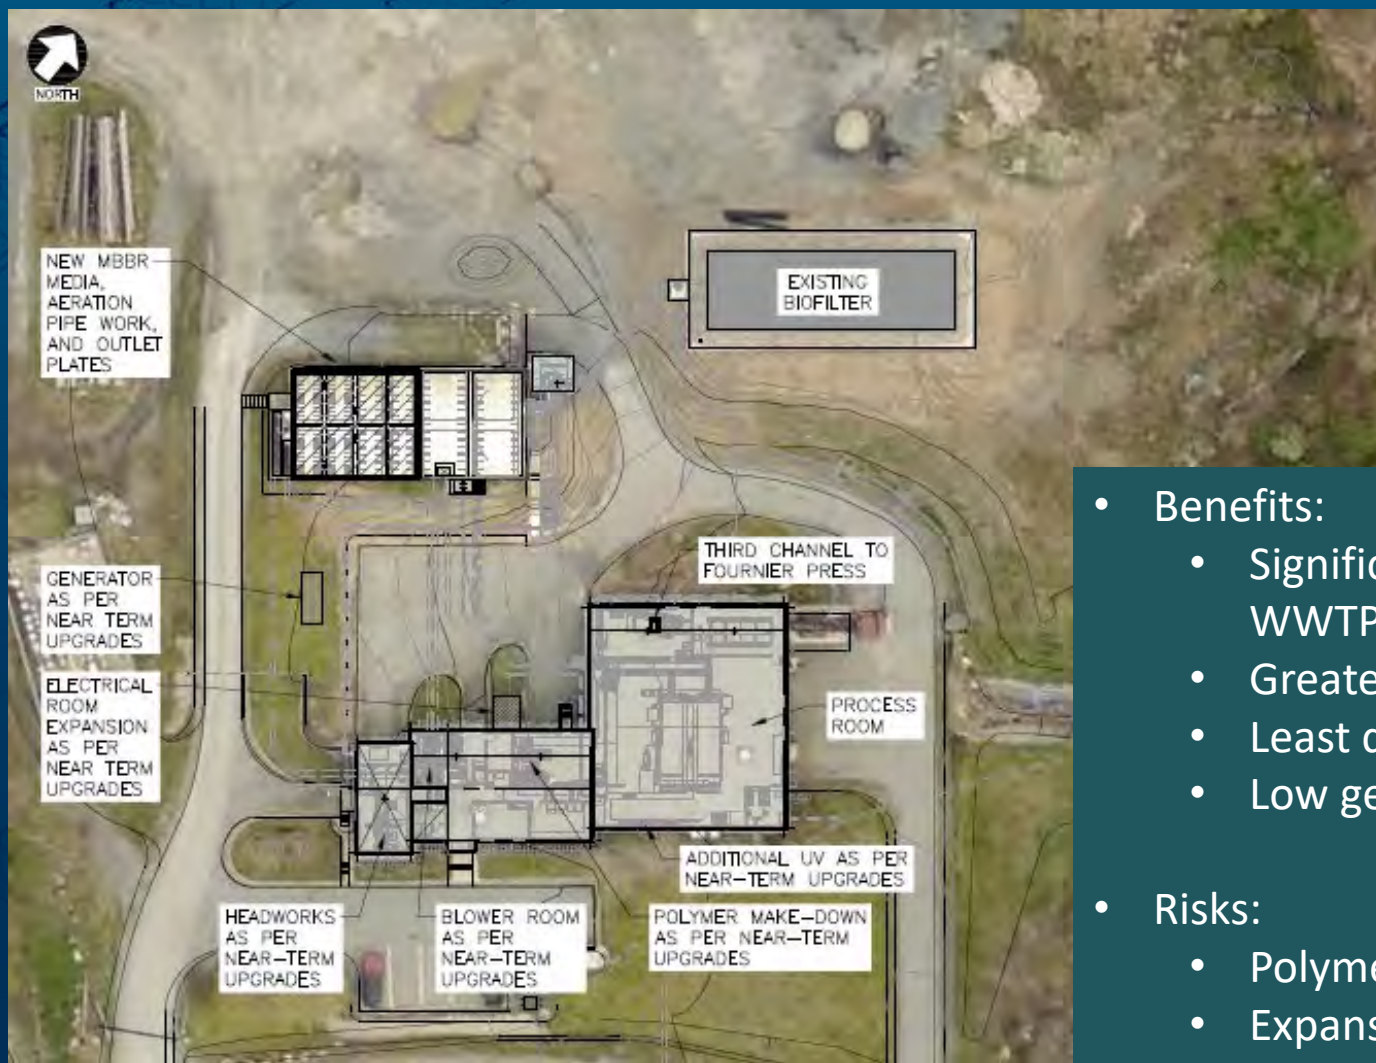 NORTH
NEW MBBR
MEDIA,
AERATION
PIPE WORK,
AND OUTLET
PLATES
EXISTING
BIOFILTER
THIRD CHANNEL TO
FOURNIER PRESS
GENERATOR
AS PER
NEAR TERM
UPGRADES
ELECTRICAL
ROOM
EXPANSION
AS PER
NEAR TERM
UPGRADES
PROCESS
ROOM
ADDITIONAL UV AS PER
NEAR-TERM UPGRADES
HEADWORKS
AS PER
NEAR-TERM
UPGRADES
BLOWER ROOM
AS PER
NEAR-TERM
UPGRADES
POLYMER MAKE-DOWN
AS PER NEAR-TERM
UPGRADES
• Benefits:
• Signific
WWTP
• Greate
• Least
• Low ge
• Risks:
• Polyme
• Expans